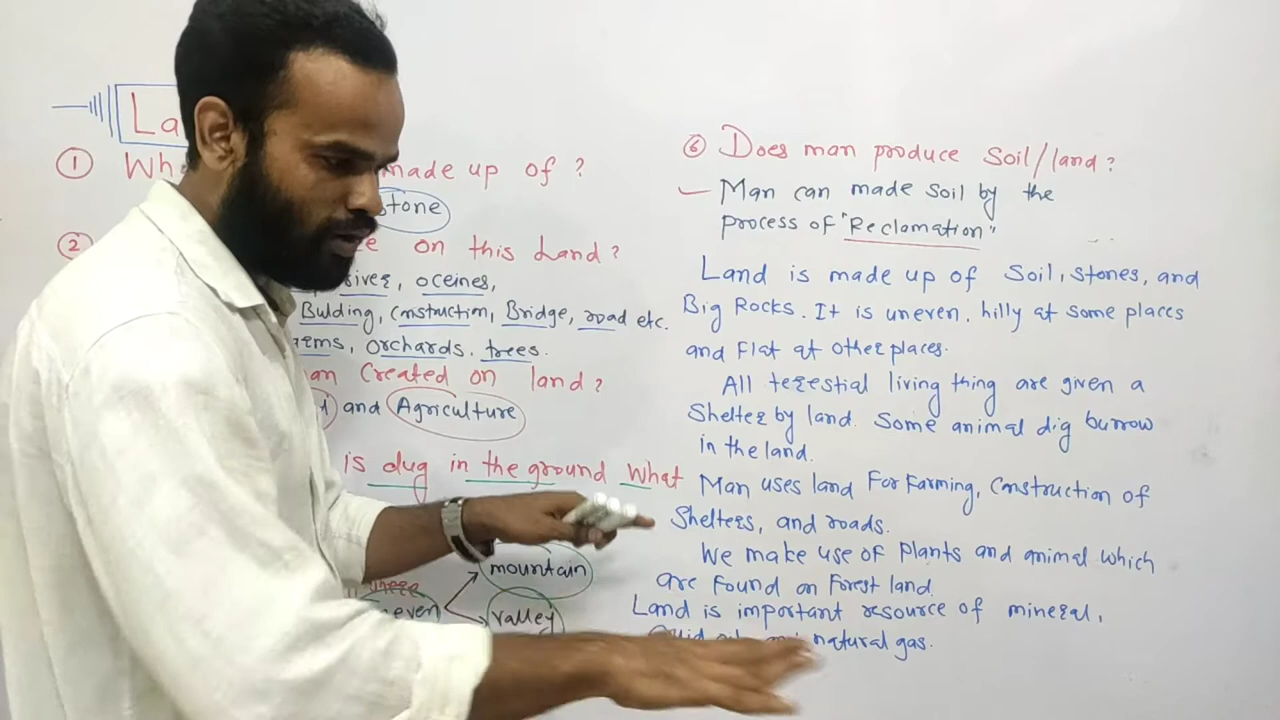 La
① Wh made up of ?
stone
② on this Land?
oceines,
Bulding, Cnstruction, Bridge, road etc.
orchards, trees.
Created on land?
and Agriculture
is dug in the ground What
mountain
even
valley
⑥ Does man produce Soil/land?
Man can made soil by the
process of "Reclamation"
Land is made up of Soil, stones, and
Big Rocks. It is uneven, hilly at some places
and Flat at other places.
All terestial living thing are given a
Shelter by land. Some animal dig burrow
in the land.
Man uses land For Farming, Construction of
Shelters, and roads.
We make use of plants and animal which
are found on Forest land.
Land is important resource of mineral,
natural gas.